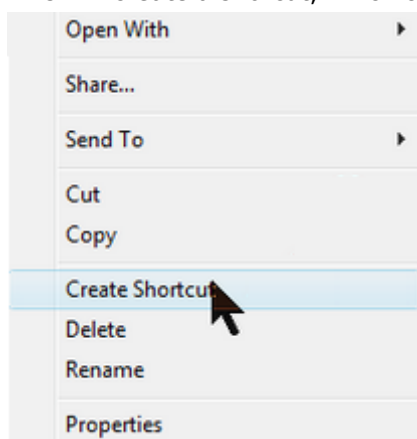 Open With
Share...
Send To
Cut
Copy
Create Shortcut
Delete
Rename
Properties